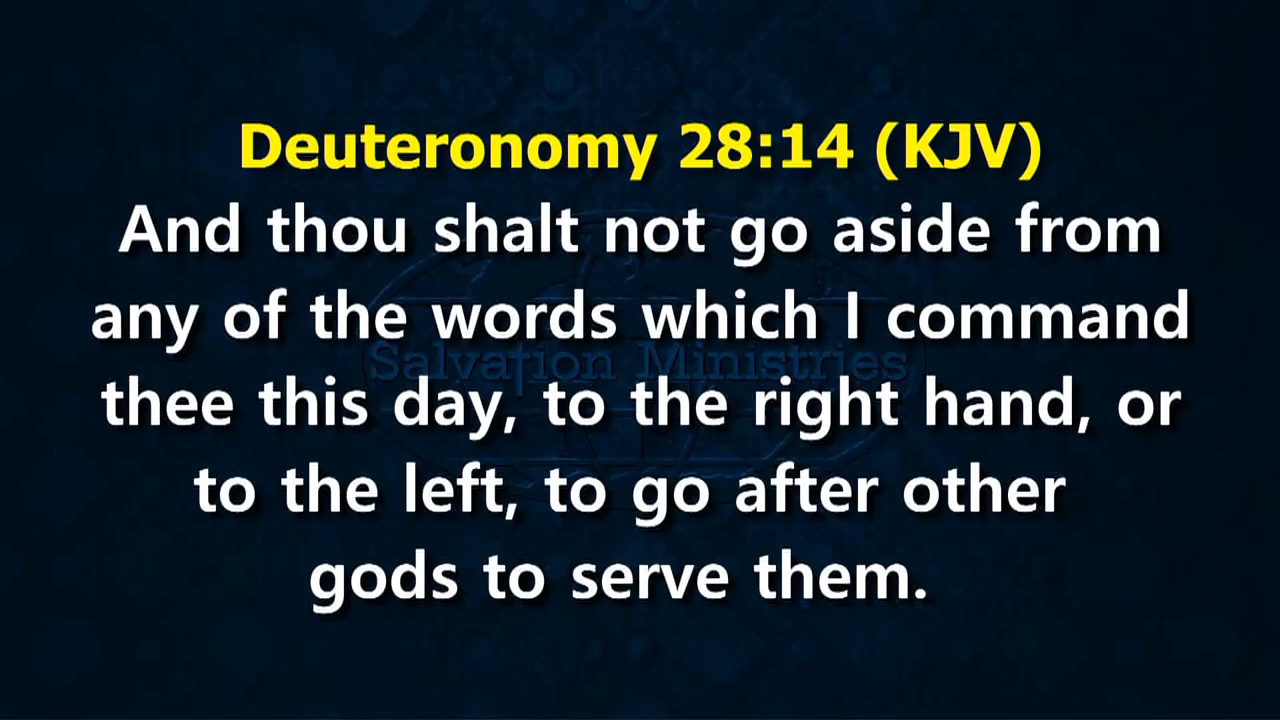 Deuteronomy 28:14 (KJV)
And thou shalt not go aside from
any of the words which I command
Salvation Ministries
thee this day, to the right hand, or
to the left, to go after other
gods to serve them.